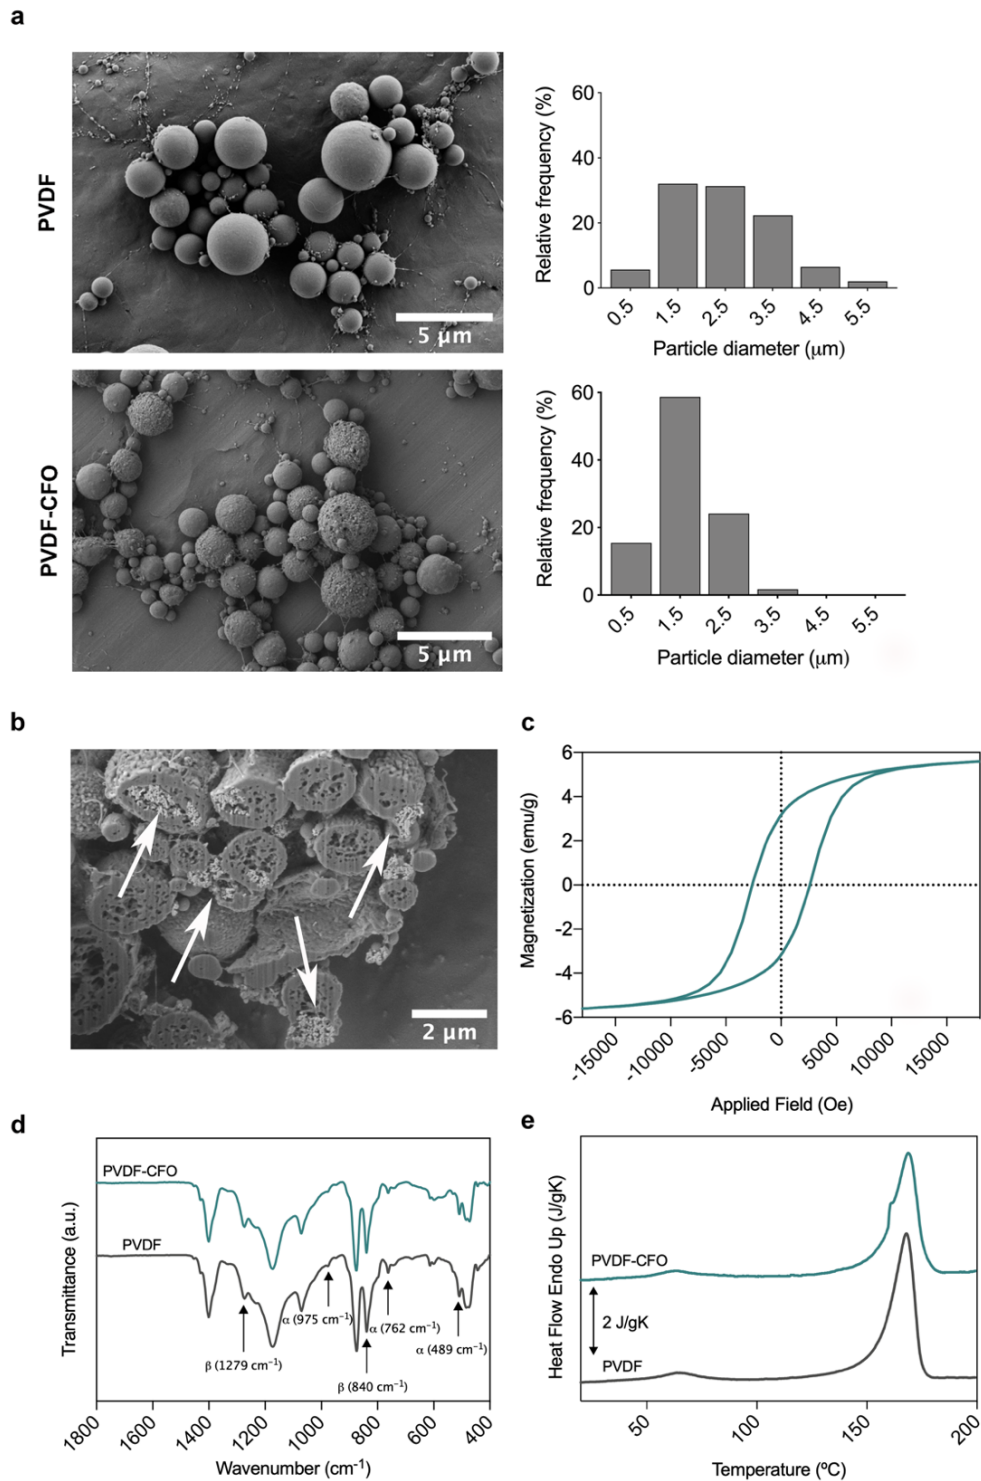 a
PVDF
5 μm
Relative frequency (%)
60
40
20
0
0.5 1.5 2.5 3.5 4.5 5.5
Particle diameter (μm)
PVDF-CFO
5 μm
Relative frequency (%)
60
40
20
0
0.5 1.5 2.5 3.5 4.5 5.5
Particle diameter (μm)
b
2 μm
c
Magnetization (emu/g)
6
4
2
0
-2
-4
-6
-15000 -10000 -5000 0 5000 10000 15000
Applied Field (Oe)
d
Transmittance (a.u.)
PVDF-CFO
PVDF
α (975 cm⁻¹)
α (762 cm⁻¹)
α (489 cm⁻¹)
β (1279 cm⁻¹)
β (840 cm⁻¹)
1800 1600 1400 1200 1000 800 600 400
Wavenumber (cm⁻¹)
e
Heat Flow Endo Up (J/gK)
PVDF-CFO
2 J/gK
PVDF
50 100 150 200
Temperature (ºC)